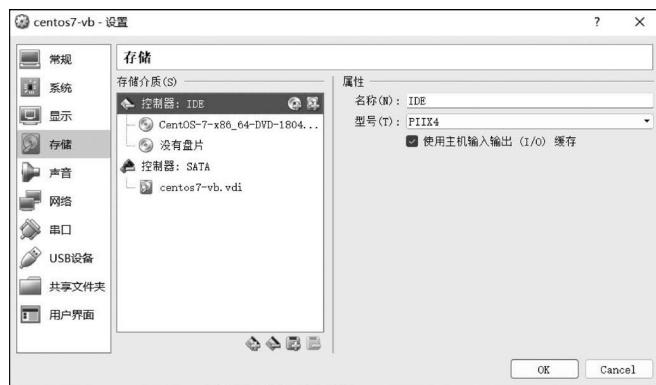 centos7-vb - 设置
? ×
常规
系统
显示
存储
声音
网络
串口
USB设备
共享文件夹
用户界面
存储
存储介质(S)
控制器: IDE
CentOS-7-x86_64-DVD-1804...
没有盘片
控制器: SATA
centos7-vb.vdi
属性
名称(N): IDE
型号(T): PIIX4
使用主机输入输出 (I/O) 缓存
OK
Cancel